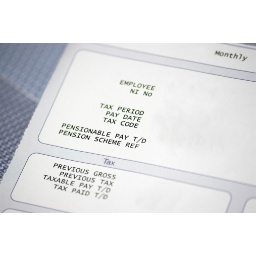 Monthly
EMPLOYEE
NI NO
TAX PERIOD
PAY DATE
TAX CODE
PENSIONABLE PAY T/D
PENSION SCHEME REF
Tax
PREVIOUS GROSS
PREVIOUS TAX
TAXABLE PAY T/D
TAX PAID T/D